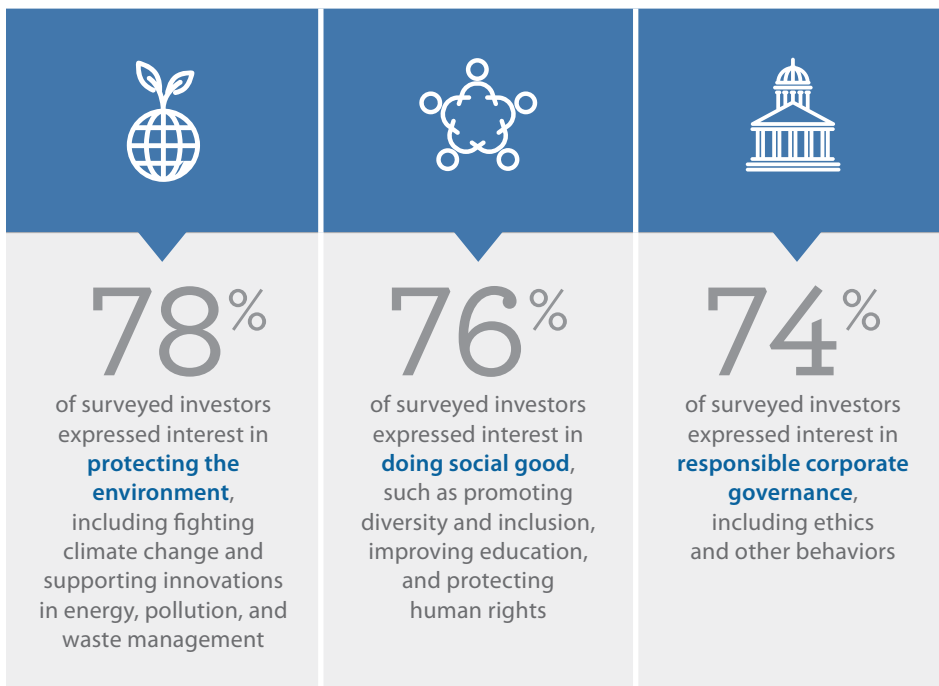 78%
of surveyed investors
expressed interest in
protecting the
environment,
including fighting
climate change and
supporting innovations
in energy, pollution, and
waste management
76%
of surveyed investors
expressed interest in
doing social good,
such as promoting
diversity and inclusion,
improving education,
and protecting
human rights
74%
of surveyed investors
expressed interest in
responsible corporate
governance,
including ethics
and other behaviors